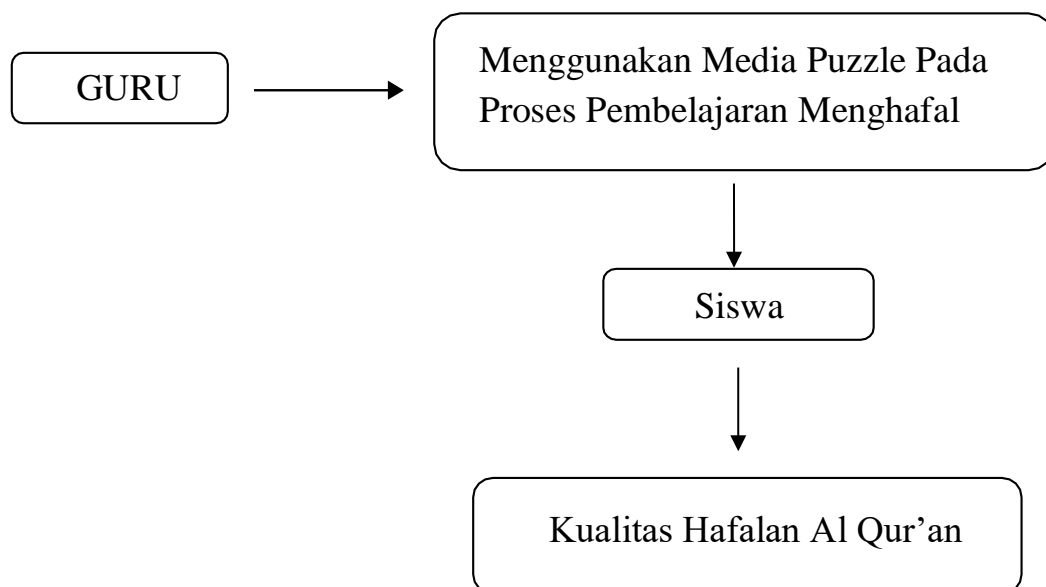 GURU
Menggunakan Media Puzzle Pada
Proses Pembelajaran Menghafal
Siswa
Kualitas Hafalan Al Qur’an